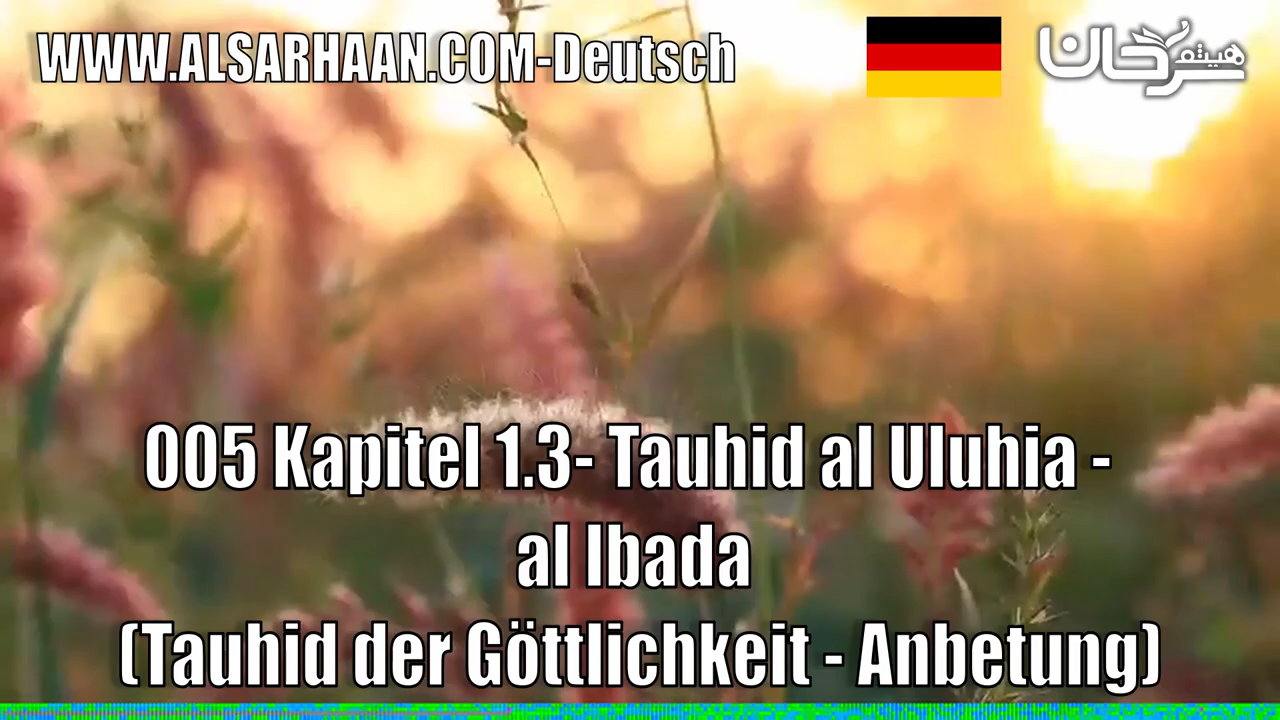 WWW.ALSARHAAN.COM-Deutsch
هيثم سرحان
005 Kapitel 1.3- Tauhid al Uluhia -
al Ibada
(Tauhid der Göttlichkeit - Anbetung)